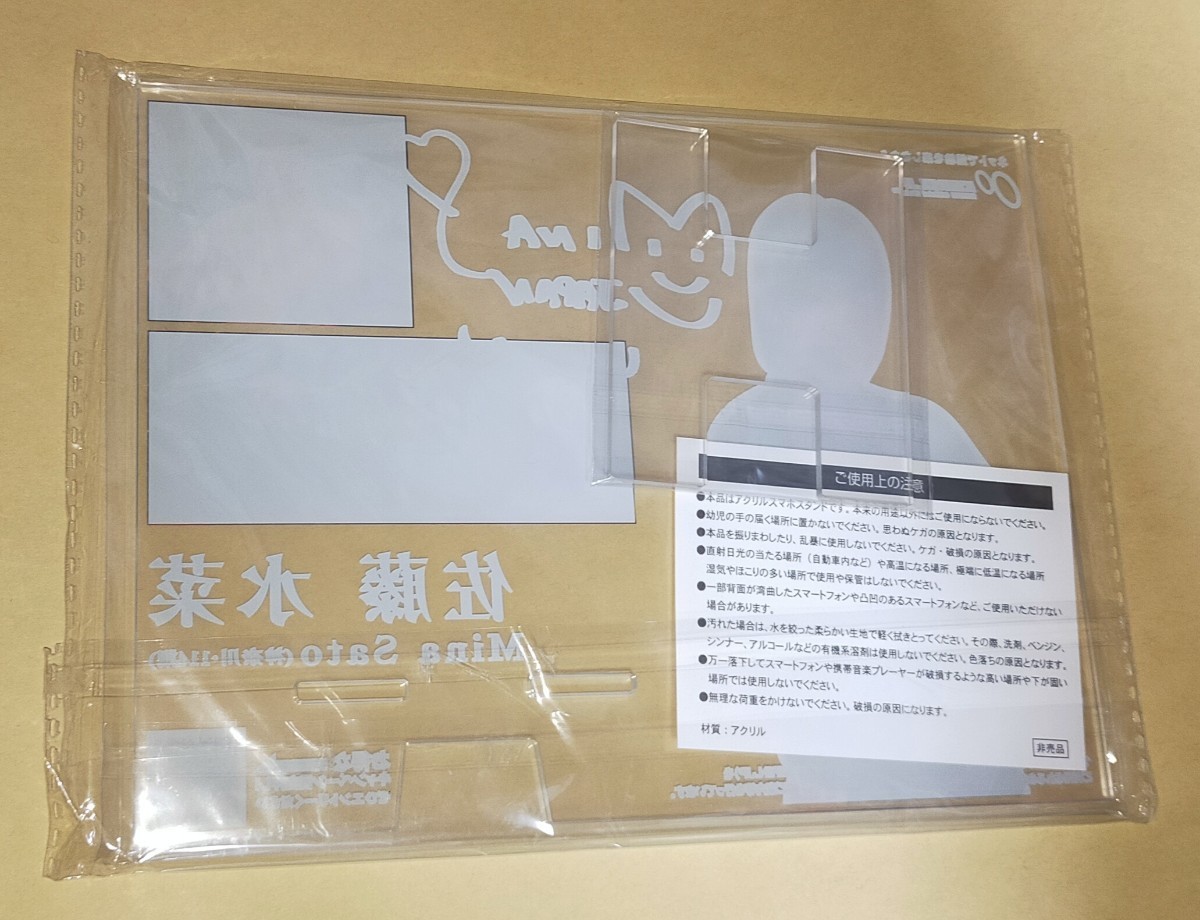 MINA
JAPAN
佐藤 水菜
Mina Sato(神奈川・115期)
ご使用上の注意
●本品はアクリルスマホスタンドです。本来の用途以外にはご使用にならないでください。
●幼児の手の届く場所に置かないでください。思わぬケガの原因となります。
●本品を振りまわしたり、乱暴に使用しないでください。ケガ・破損の原因となります。
●直射日光の当たる場所（自動車内など）や高温になる場所、極端に低温になる場所
湿気やほこりの多い場所で使用や保管はしないでください。
●一部背面が湾曲したスマートフォンや凸凹のあるスマートフォンなど、ご使用いただけない
場合があります。
●汚れた場合は、水を絞った柔らかい生地で軽く拭きとってください。その際、洗剤、ベンジン、
シンナー、アルコールなどの有機系溶剤は使用しないでください。色落ちの原因となります。
●万一落下してスマートフォンや携帯音楽プレーヤーが破損するような高い場所や下が固い
場所では使用しないでください。
●無理な荷重をかけないでください。破損の原因になります。
材質：アクリル
非売品